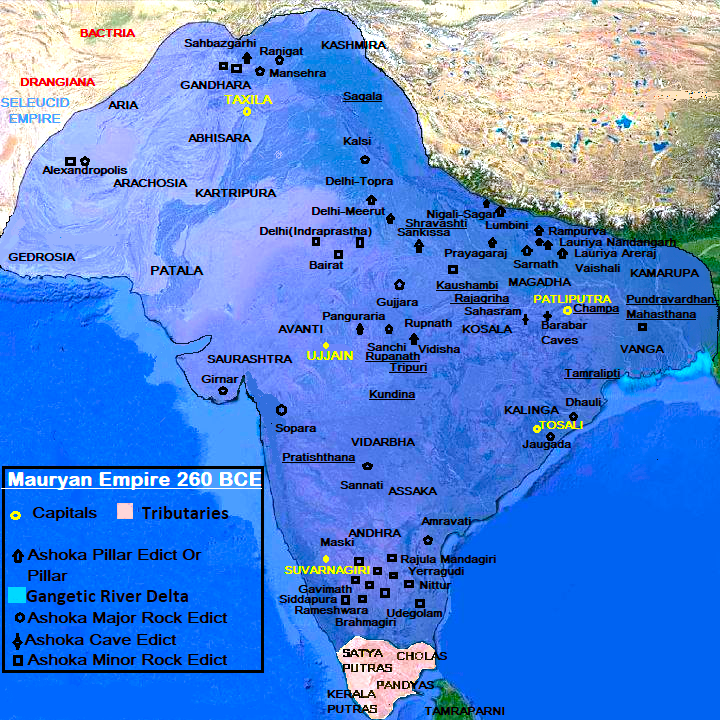 BACTRIA
Sahbazgarhi
Ranigat
KASHMIRA
Mansehra
DRANGIANA
GANDHARA
SELEUCID
EMPIRE
ARIA
TAXILA
Sagala
ABHISARA
Kalsi
Alexandropolis
ARACHOSIA
KARTRIPURA
Delhi-Topra
Delhi-Meerut
Nigali-Sagar
Lumbini
Shravashti
Sankissa
Delhi(Indraprastha)
Rampurva
Lauriya Nandangarh
Prayagaraj
Lauriya Areraj
Sarnath
Vaishali
GEDROSIA
PATALA
Bairat
KAMARUPA
MAGADHA
Kaushambi
Rajagriha
PATLIPUTRA
Pundravardhan
Gujjara
Champa
Mahasthana
Sahasram
Panguraria
Rupnath
KOSALA
Barabar
Caves
AVANTI
Sanchi
Vidisha
VANGA
UJJAIN
Rupanath
SAURASHTRA
Tripuri
Girnar
Tamralipti
Kundina
Dhauli
KALINGA
Sopara
TOSALI
Jaugada
VIDARBHA
Pratishthana
Sannati
ASSAKA
Mauryan Empire 260 BCE
Capitals
Tributaries
Ashoka Pillar Edict Or
Pillar
Gangetic River Delta
Ashoka Major Rock Edict
Ashoka Cave Edict
Ashoka Minor Rock Edict
Amravati
ANDHRA
Maski
Rajula Mandagiri
SUVARNAGIRI
Yerragudi
Gavimath
Nittur
Siddapura
Rameshwara
Udegolam
Brahmagiri
SATYA
PUTRAS
CHOLAS
PANDYAS
KERALA
PUTRAS
TAMRAPARNI